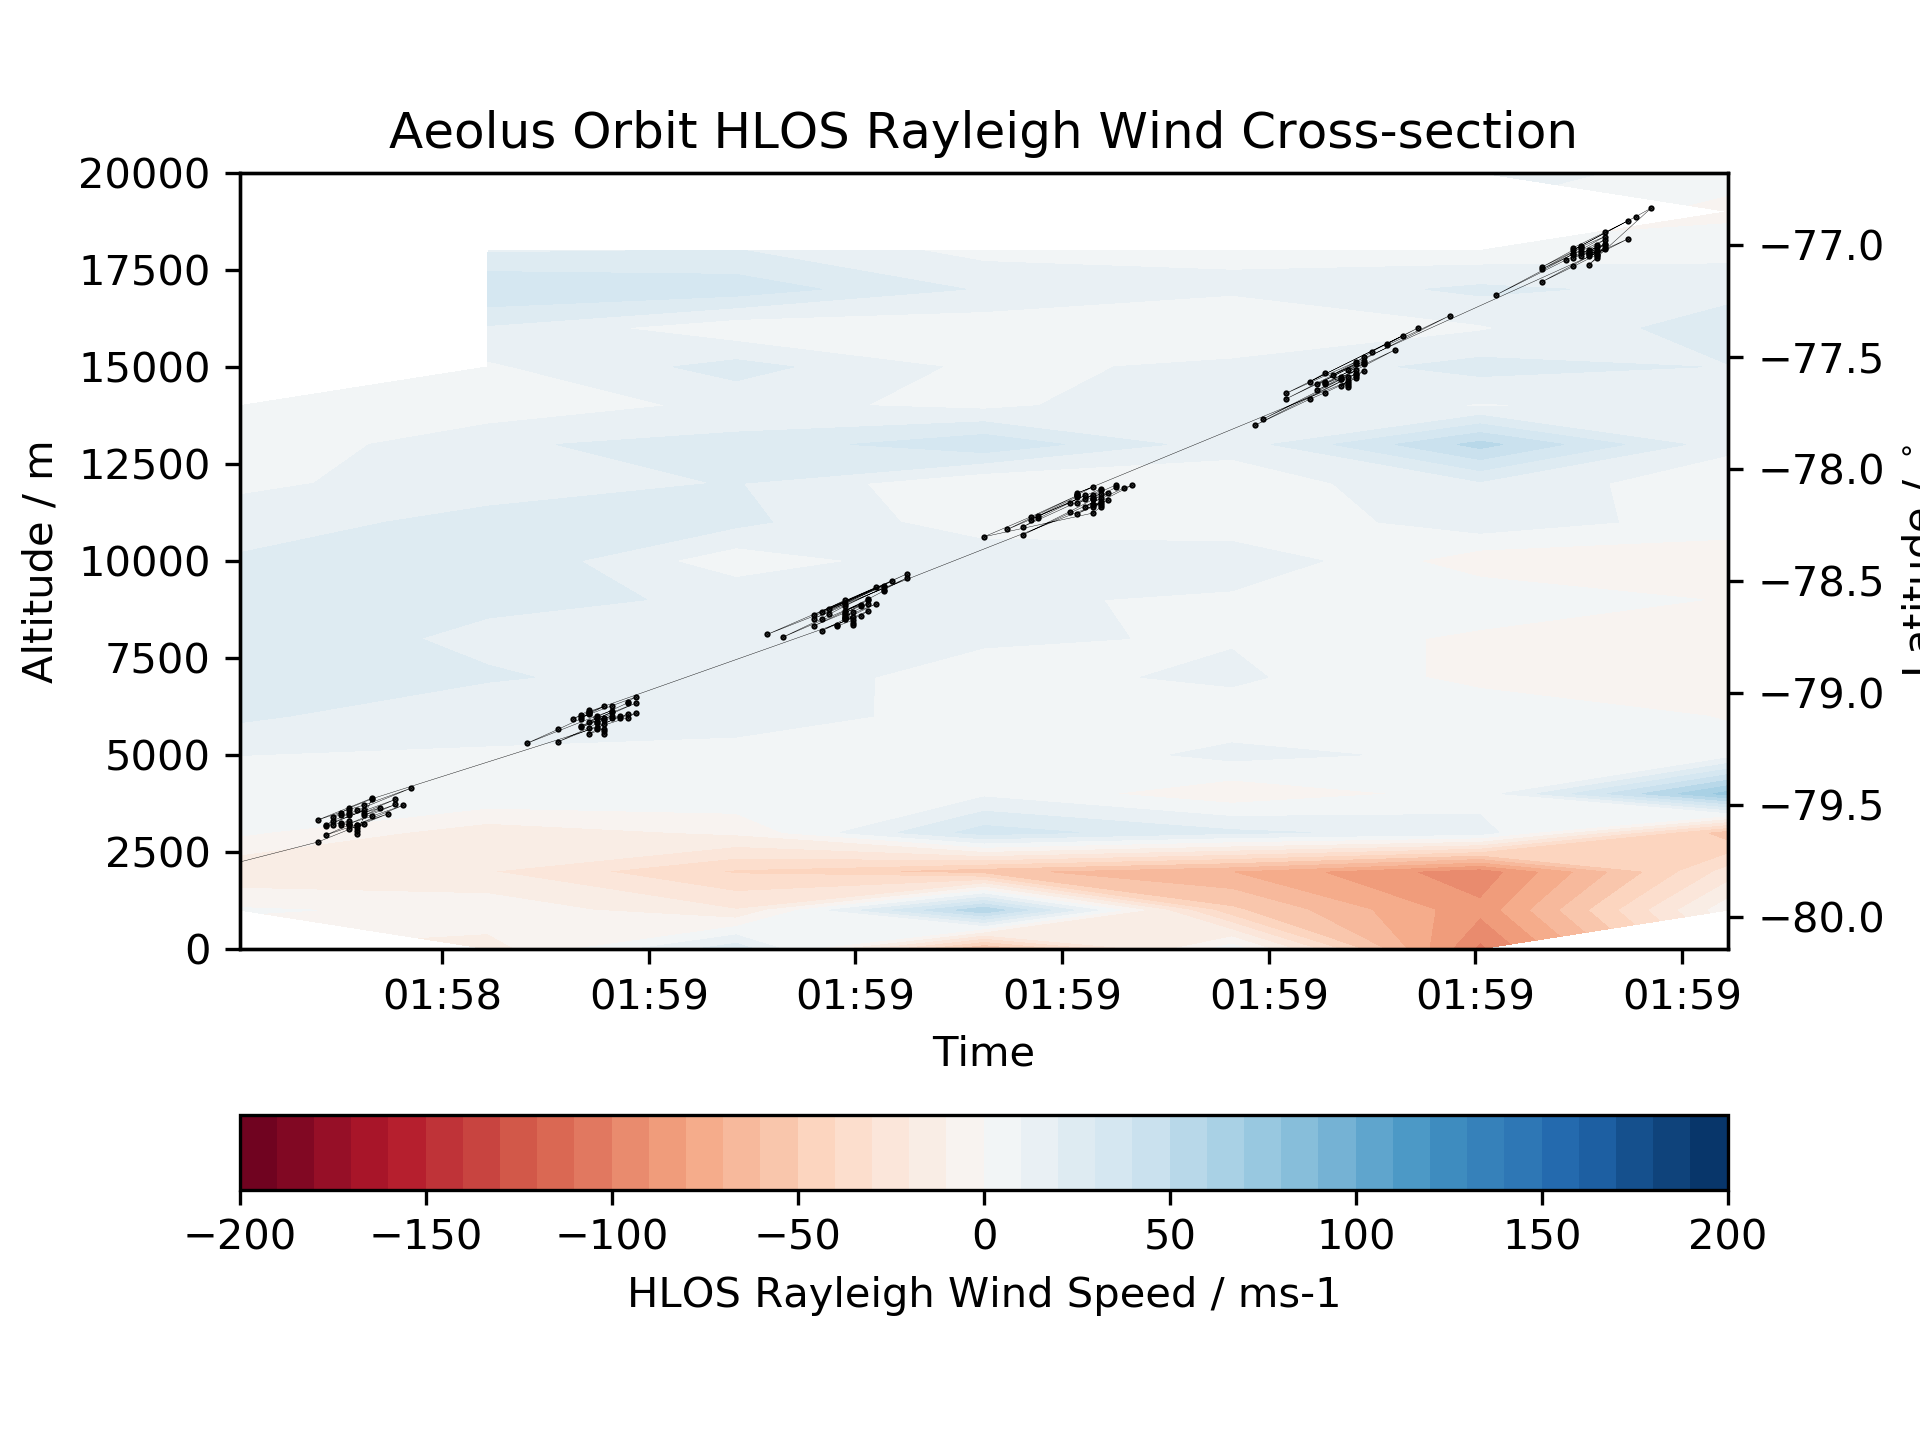 Aeolus Orbit HLOS Rayleigh Wind Cross-section
20000
17500
15000
12500
10000
7500
5000
2500
0
Altitude / m
−77.0
−77.5
−78.0
−78.5
−79.0
−79.5
−80.0
Latitude / °
01:58 01:59 01:59 01:59 01:59 01:59 01:59
Time
−200 −150 −100 −50 0 50 100 150 200
HLOS Rayleigh Wind Speed / ms-1